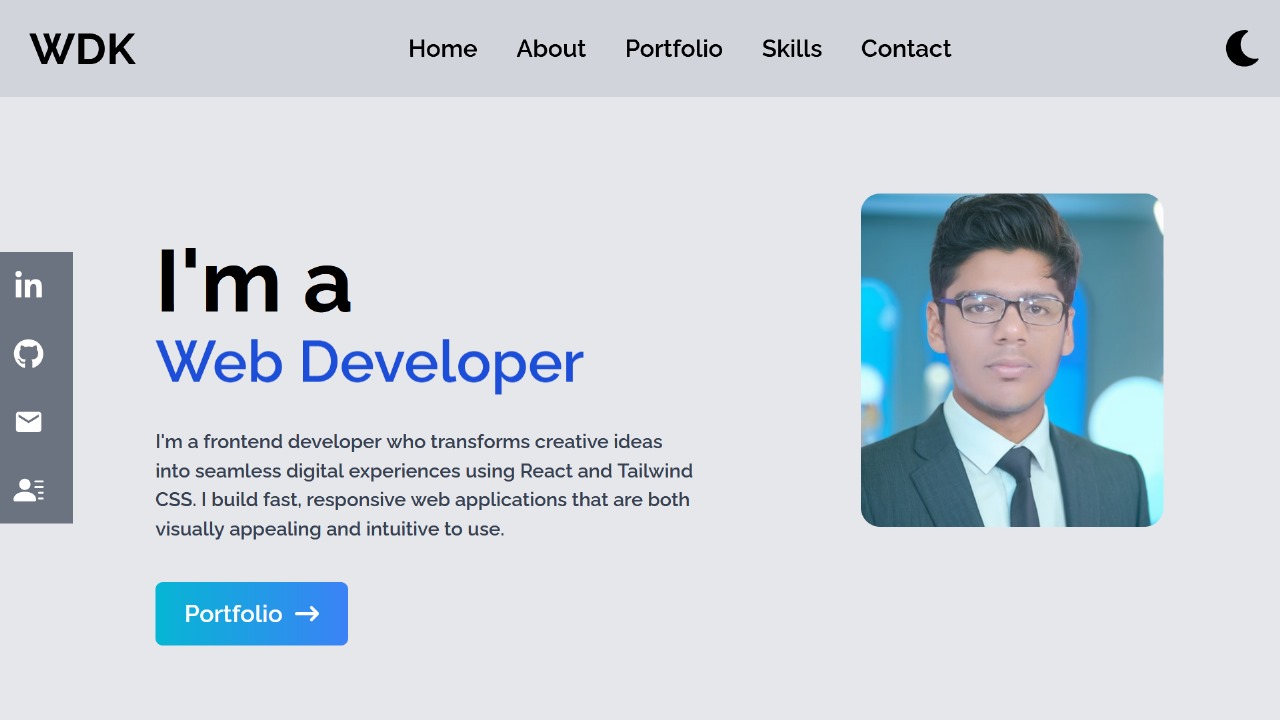 WDK
Home
About
Portfolio
Skills
Contact
in
I'm a
Web Developer
I'm a frontend developer who transforms creative ideas
into seamless digital experiences using React and Tailwind
CSS. I build fast, responsive web applications that are both
visually appealing and intuitive to use.
Portfolio